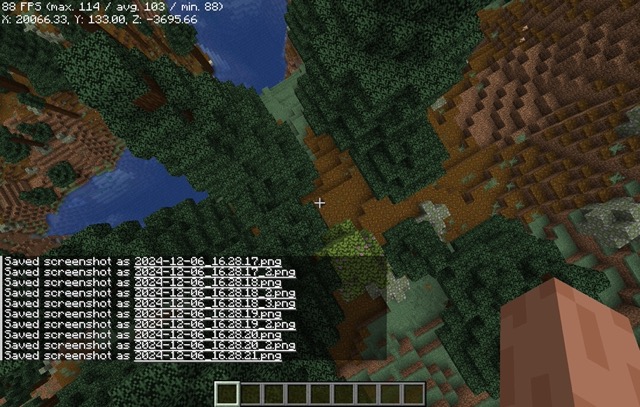 88 FPS (max. 114 / avg. 103 / min. 88)
X: 20066.33, Y: 133.00, Z: -3695.66
Saved screenshot as 2024-12-06_16.28.17.png
Saved screenshot as 2024-12-06_16.28.17_2.png
Saved screenshot as 2024-12-06_16.28.18.png
Saved screenshot as 2024-12-06_16.28.18_2.png
Saved screenshot as 2024-12-06_16.28.18_3.png
Saved screenshot as 2024-12-06_16.28.19.png
Saved screenshot as 2024-12-06_16.28.19_2.png
Saved screenshot as 2024-12-06_16.28.20.png
Saved screenshot as 2024-12-06_16.28.20_2.png
Saved screenshot as 2024-12-06_16.28.21.png